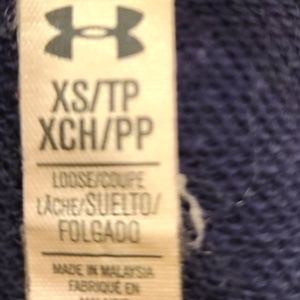 XS/TP
XCH/PP
LOOSE/COUPE
LÂCHE/SUELTO/
FOLGADO
MADE IN MALAYSIA
FABRIQUÉ EN